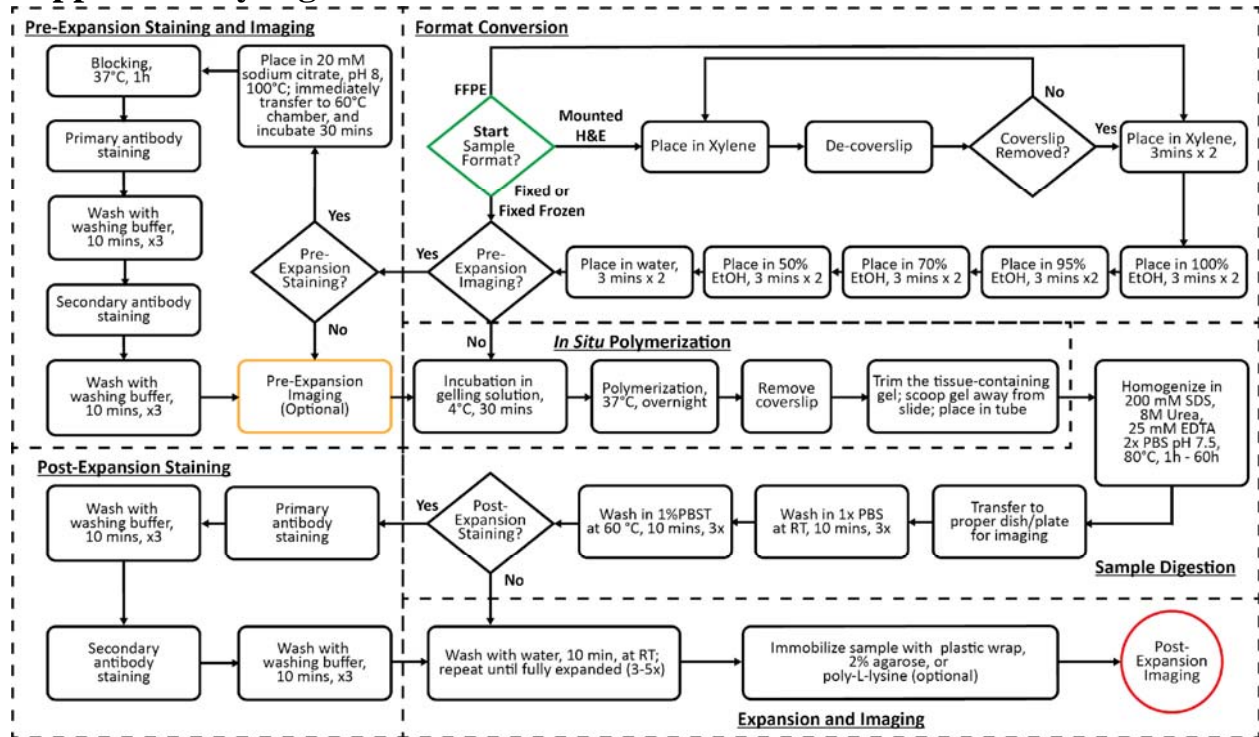 Pre-Expansion Staining and Imaging
Blocking,
37°C, 1h
Place in 20 mM
sodium citrate, pH 8,
100°C; immediately
transfer to 60°C
chamber, and
incubate 30 mins
Primary antibody
staining
Wash with
washing buffer,
10 mins, x3
Secondary antibody
staining
Wash with
washing buffer,
10 mins, x3
Yes
Pre-
Expansion
Staining?
No
Pre-Expansion
Imaging
(Optional)
Format Conversion
FFPE
Start
Sample
Format?
Mounted
H&E
Place in Xylene
De-coverslip
No
Coverslip
Removed?
Yes
Place in Xylene,
3mins x 2
Fixed or
Fixed Frozen
Yes
Pre-
Expansion
Imaging?
No
Place in water,
3 mins x 2
Place in 50%
EtOH, 3 mins x 2
Place in 70%
EtOH, 3 mins x 2
Place in 95%
EtOH, 3 mins x2
Place in 100%
EtOH, 3 mins x 2
In Situ Polymerization
Incubation in
gelling solution,
4°C, 30 mins
Polymerization,
37°C, overnight
Remove
coverslip
Trim the tissue-containing
gel; scoop gel away from
slide; place in tube
Homogenize in
200 mM SDS,
8M Urea,
25 mM EDTA
2x PBS pH 7.5,
80°C, 1h - 60h
Transfer to
proper dish/plate
for imaging
Wash in 1x PBS
at RT, 10 mins, 3x
Wash in 1%PBST
at 60 °C, 10 mins, 3x
Sample Digestion
Yes
Post-
Expansion
Staining?
No
Post-Expansion Staining
Wash with
washing buffer,
10 mins, x3
Primary
antibody
staining
Secondary
antibody
staining
Wash with
washing buffer,
10 mins, x3
Wash with water, 10 min, at RT;
repeat until fully expanded (3-5x)
Immobilize sample with plastic wrap,
2% agarose, or
poly-L-lysine (optional)
Post-
Expansion
Imaging
Expansion and Imaging